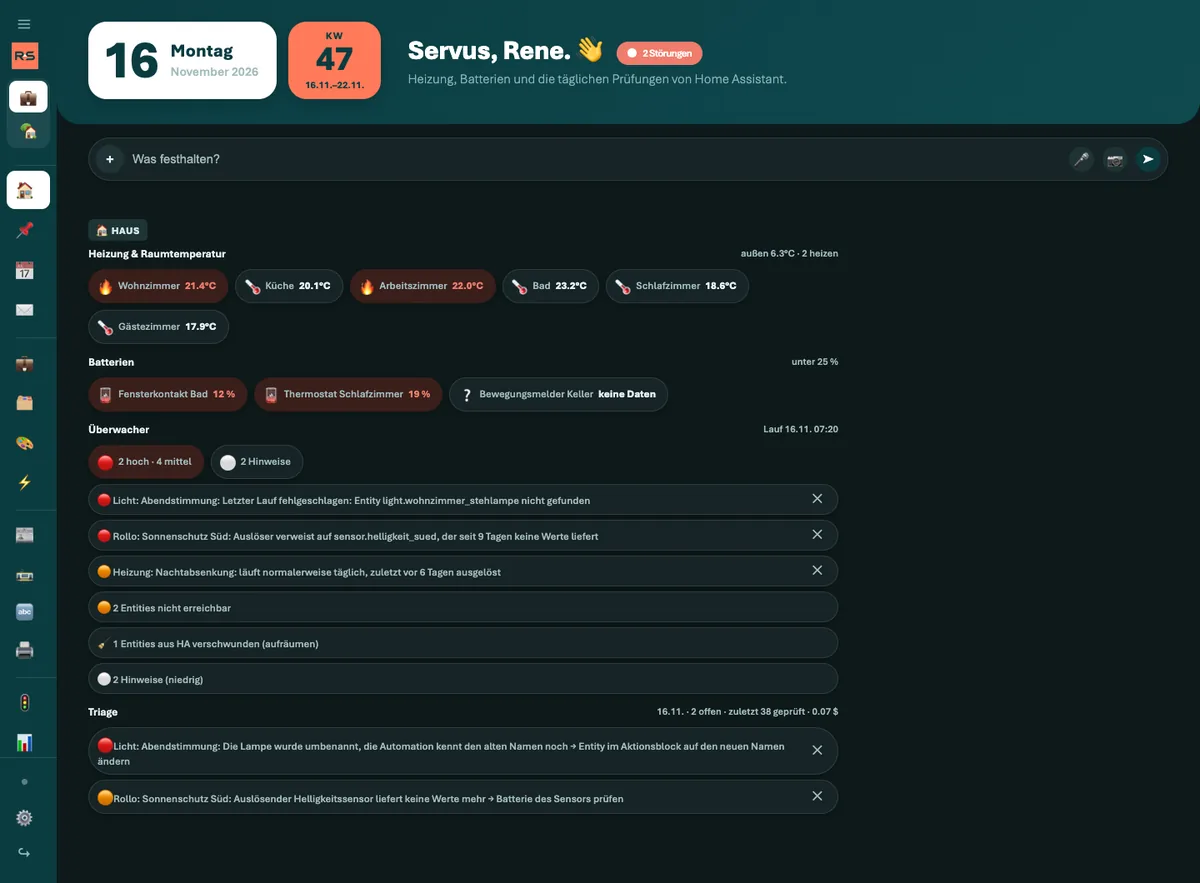 RS
16 Montag
November 2026
KW
47
16.11.–22.11.
Servus, Rene. 👋
2 Störungen
Heizung, Batterien und die täglichen Prüfungen von Home Assistant.
+ Was festhalten?
17
abc
HAUS
Heizung & Raumtemperatur
außen 6.3°C · 2 heizen
Wohnzimmer 21.4°C
Küche 20.1°C
Arbeitszimmer 22.0°C
Bad 23.2°C
Schlafzimmer 18.6°C
Gästezimmer 17.9°C
Batterien
unter 25 %
Fensterkontakt Bad 12 %
Thermostat Schlafzimmer 19 %
? Bewegungsmelder Keller keine Daten
Überwacher
Lauf 16.11. 07:20
2 hoch · 4 mittel
2 Hinweise
Licht: Abendstimmung: Letzter Lauf fehlgeschlagen: Entity light.wohnzimmer_stehlampe nicht gefunden
Rollo: Sonnenschutz Süd: Auslöser verweist auf sensor.helligkeit_sued, der seit 9 Tagen keine Werte liefert
Heizung: Nachtabsenkung: läuft normalerweise täglich, zuletzt vor 6 Tagen ausgelöst
2 Entities nicht erreichbar
1 Entities aus HA verschwunden (aufräumen)
2 Hinweise (niedrig)
Triage
16.11. · 2 offen · zuletzt 38 geprüft · 0.07 $
Licht: Abendstimmung: Die Lampe wurde umbenannt, die Automation kennt den alten Namen noch → Entity im Aktionsblock auf den neuen Namen
ändern
Rollo: Sonnenschutz Süd: Auslösender Helligkeitssensor liefert keine Werte mehr → Batterie des Sensors prüfen